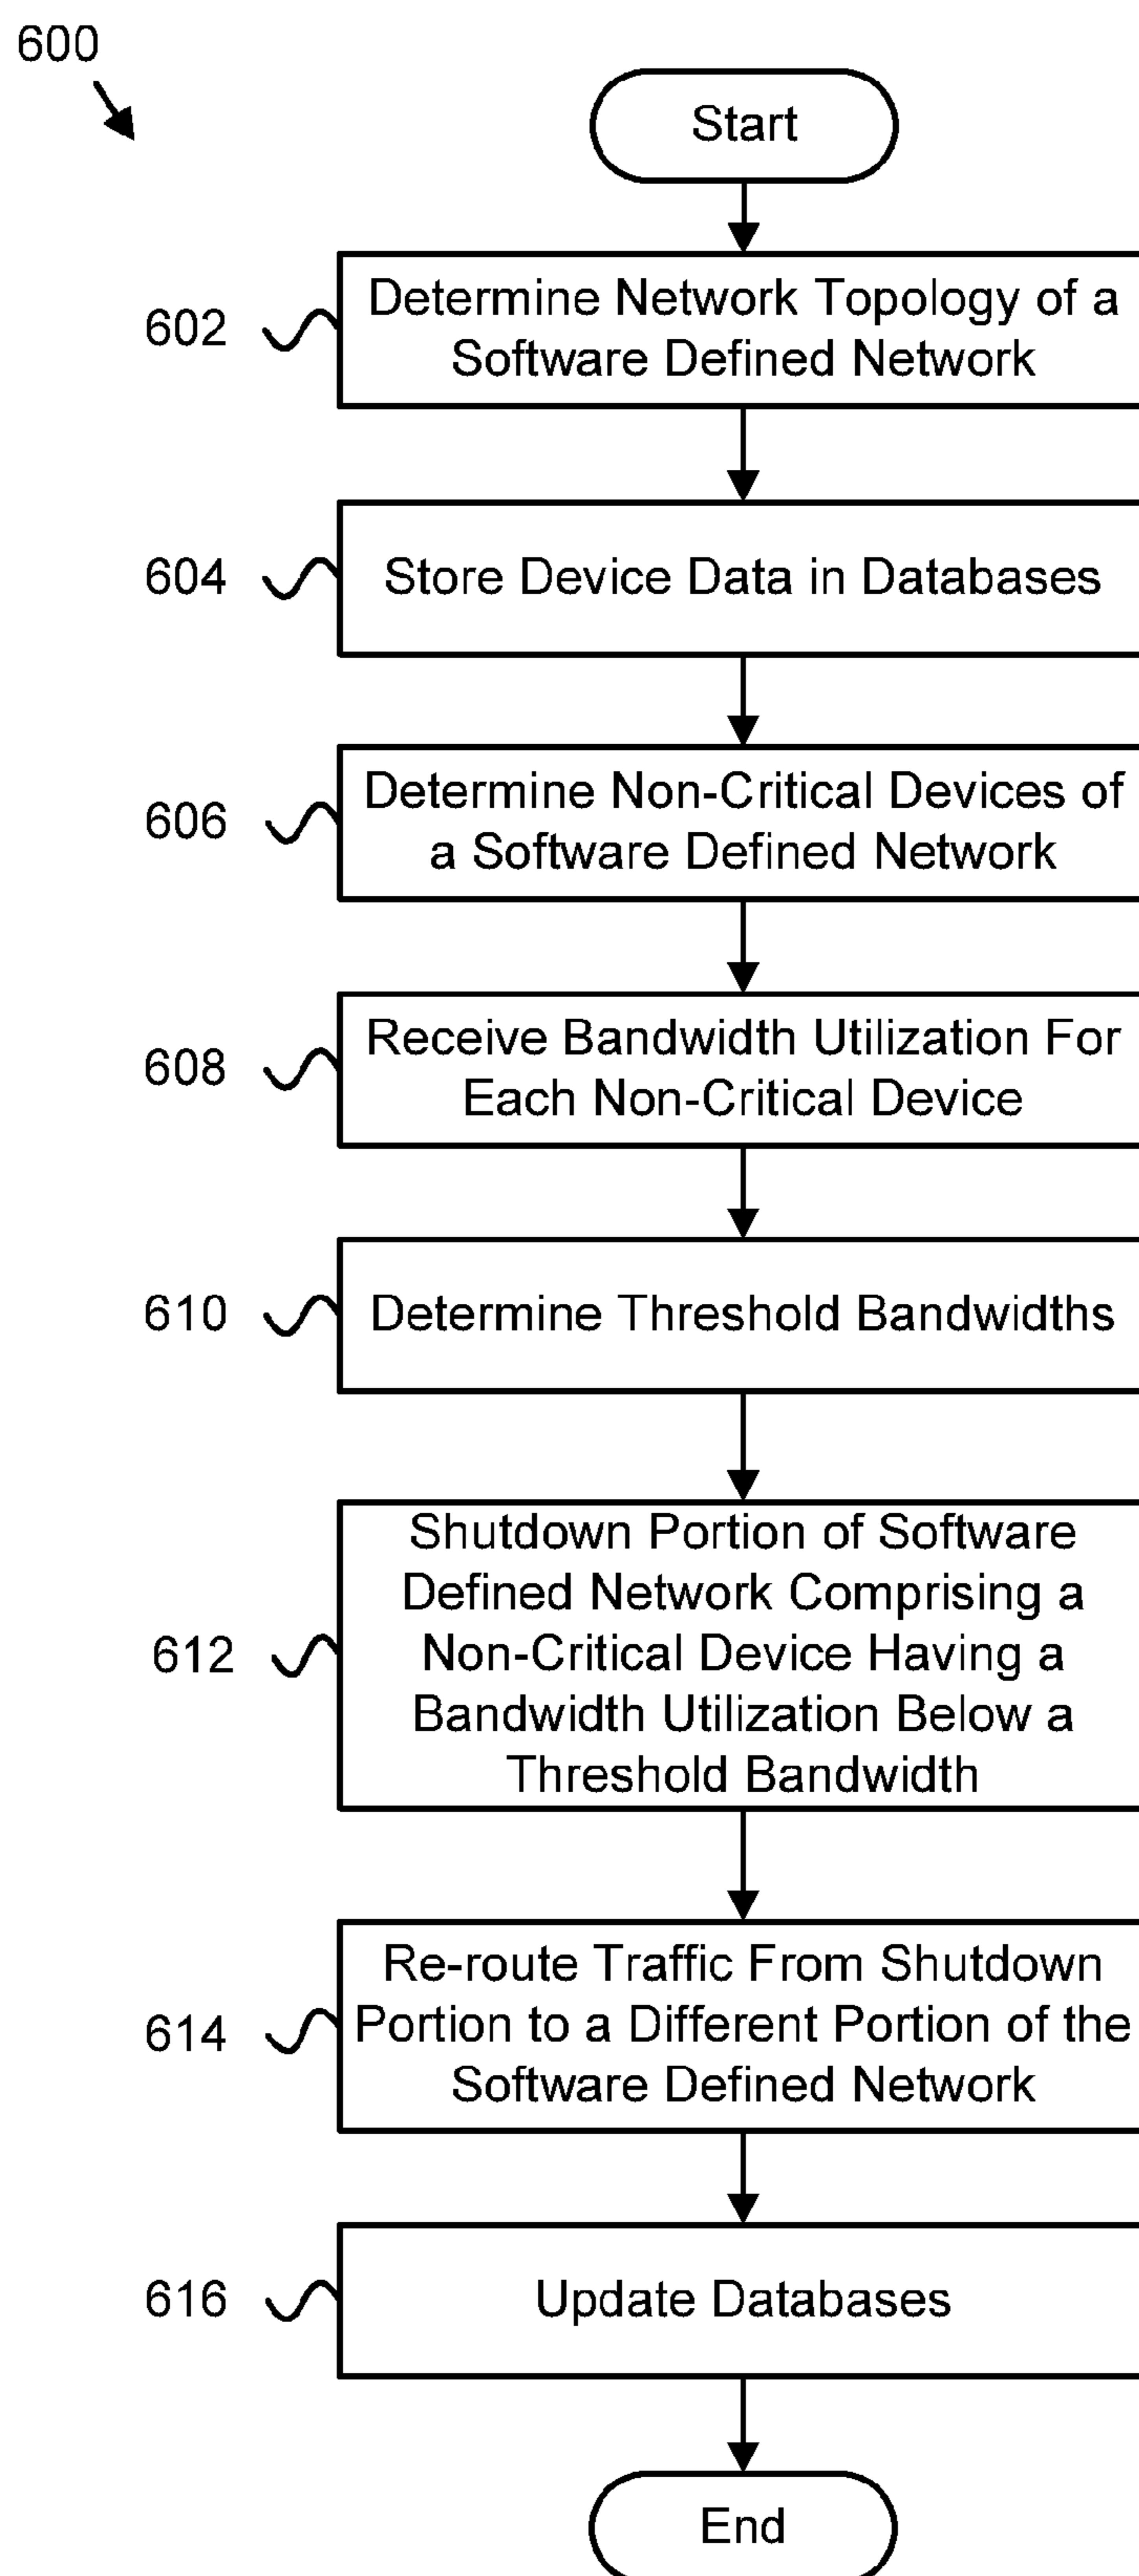 600
Start
602
Determine Network Topology of a
Software Defined Network
604
Store Device Data in Databases
606
Determine Non-Critical Devices of
a Software Defined Network
608
Receive Bandwidth Utilization For
Each Non-Critical Device
610
Determine Threshold Bandwidths
612
Shutdown Portion of Software
Defined Network Comprising a
Non-Critical Device Having a
Bandwidth Utilization Below a
Threshold Bandwidth
614
Re-route Traffic From Shutdown
Portion to a Different Portion of the
Software Defined Network
616
Update Databases
End